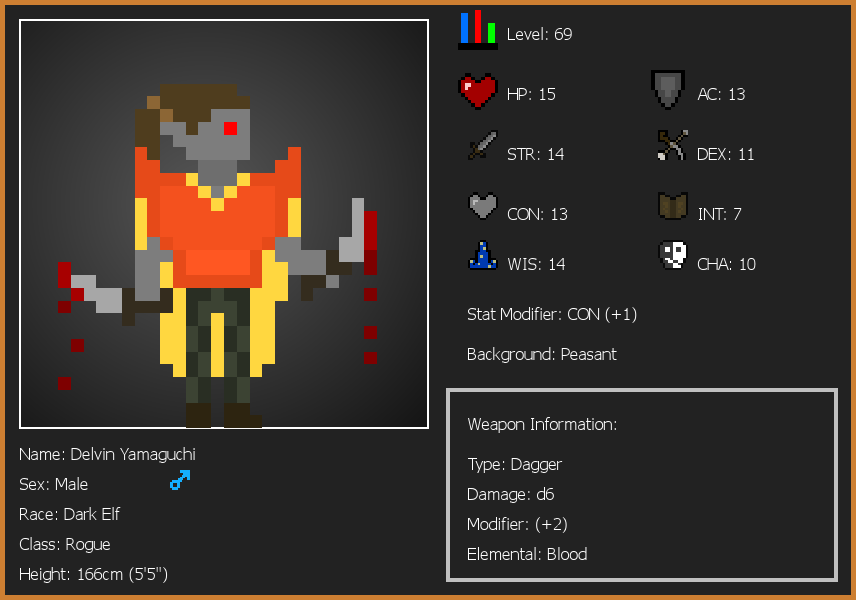 Level: 69
HP: 15
AC: 13
STR: 14
DEX: 11
CON: 13
INT: 7
WIS: 14
CHA: 10
Stat Modifier: CON (+1)
Background: Peasant
Weapon Information:
Type: Dagger
Damage: d6
Modifier: (+2)
Elemental: Blood
Name: Delvin Yamaguchi
Sex: Male
Race: Dark Elf
Class: Rogue
Height: 166cm (5'5")